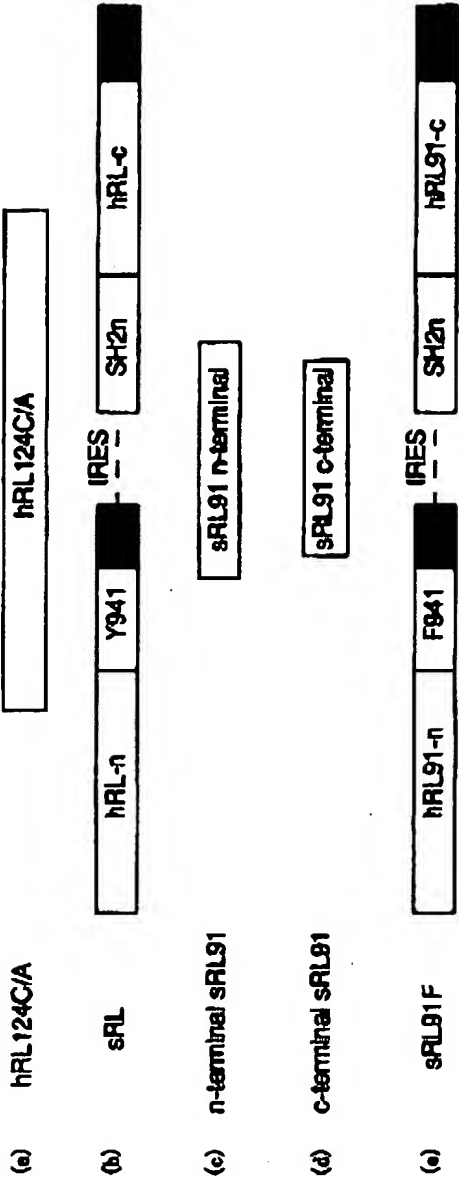 (a) hRL124C/A hRL124C/A
(b) sRL hRL-n Y941 IRES SH2n hRL-c
(c) n-terminal sRL91 sRL91 n-terminal
(d) c-terminal sRL91 sRL91 c-terminal
(e) sRL91F hRL91-n F941 IRES SH2n hRL91-c